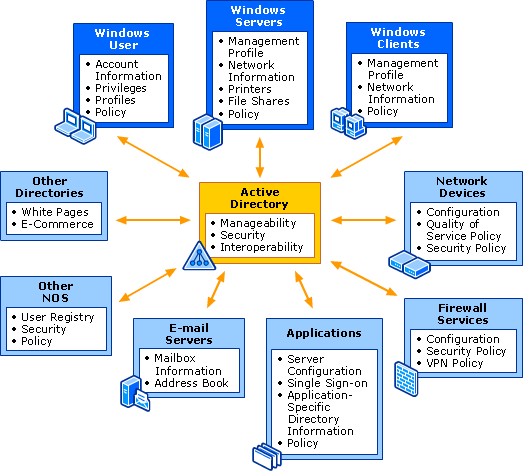 Windows
User
• Account
Information
• Privileges
• Profiles
• Policy
Windows
Servers
• Management
Profile
• Network
Information
• Printers
• File Shares
• Policy
Windows
Clients
• Management
Profile
• Network
Information
• Policy
Other
Directories
• White Pages
• E-Commerce
Active
Directory
• Manageability
• Security
• Interoperability
Network
Devices
• Configuration
• Quality of
Service Policy
• Security Policy
Other
NOS
• User Registry
• Security
• Policy
E-mail
Servers
• Mailbox
Information
• Address Book
Applications
• Server
Configuration
• Single Sign-on
• Application-
Specific
Directory
Information
• Policy
Firewall
Services
• Configuration
• Security Policy
• VPN Policy